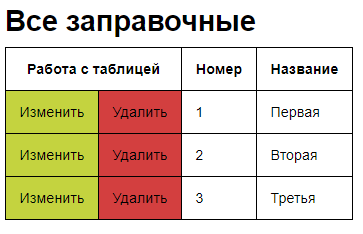 Все заправочные
Работа с таблицей Номер Название
Изменить Удалить 1 Первая
Изменить Удалить 2 Вторая
Изменить Удалить 3 Третья